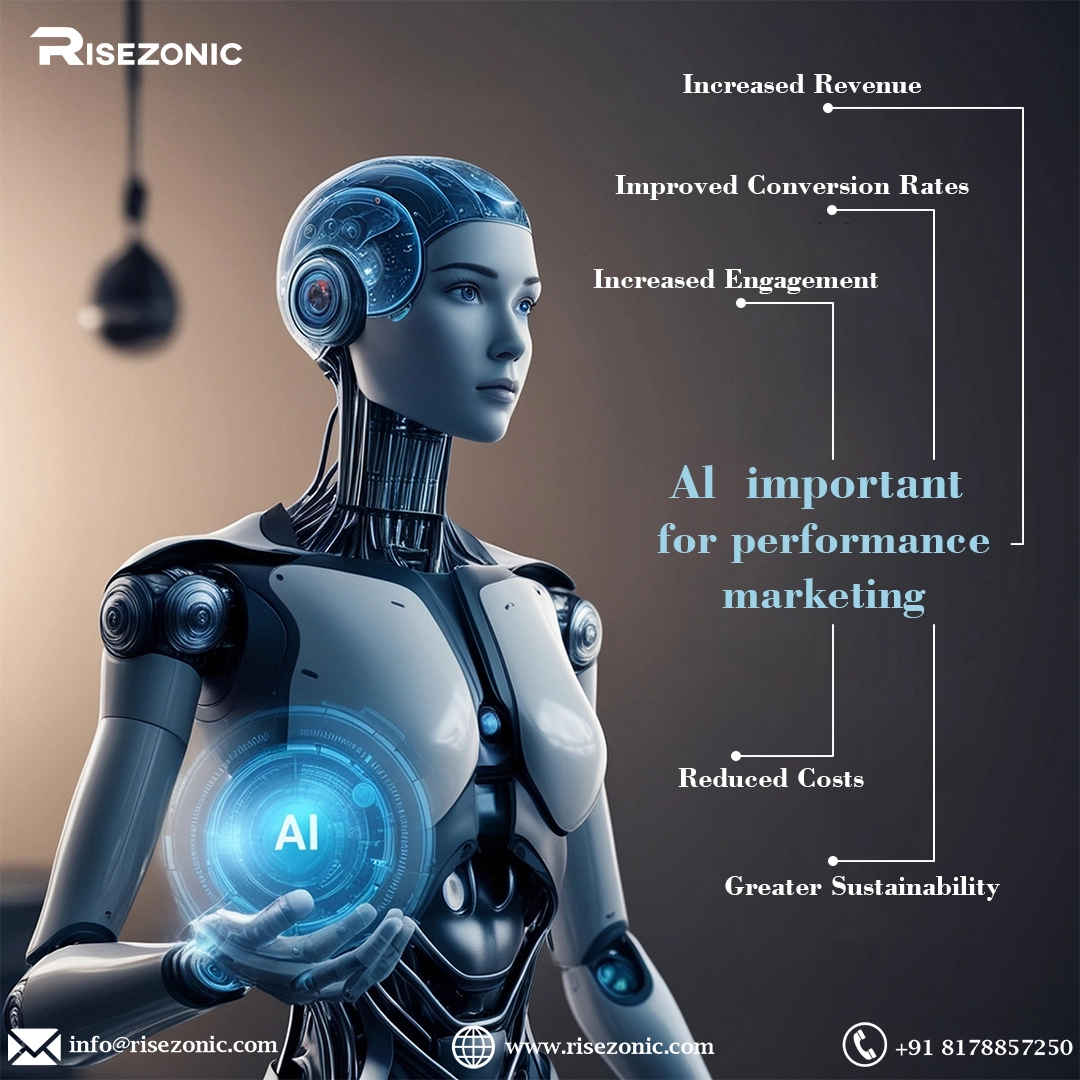 RISEZONIC
Increased Revenue
Improved Conversion Rates
Increased Engagement
Al important
for performance
marketing
Reduced Costs
Greater Sustainability
AI
info@risezonic.com
www.risezonic.com
+91 8178857250